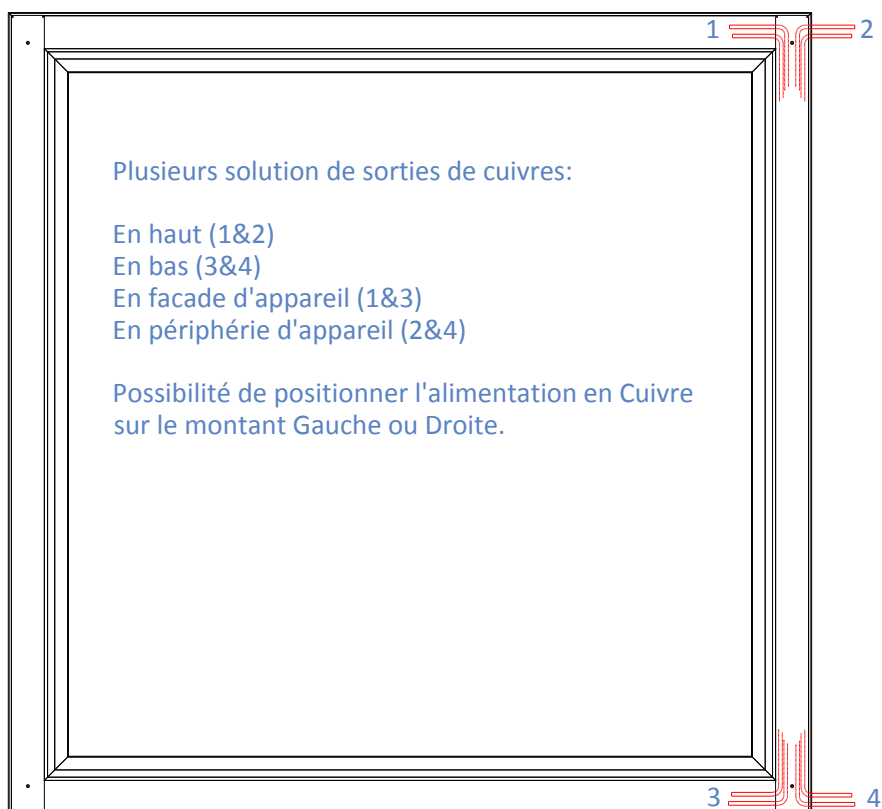 1
2
Plusieurs solution de sorties de cuivres:
En haut (1&2)
En bas (3&4)
En facade d'appareil (1&3)
En périphérie d'appareil (2&4)
Possibilité de positionner l'alimentation en Cuivre
sur le montant Gauche ou Droite.
3
4